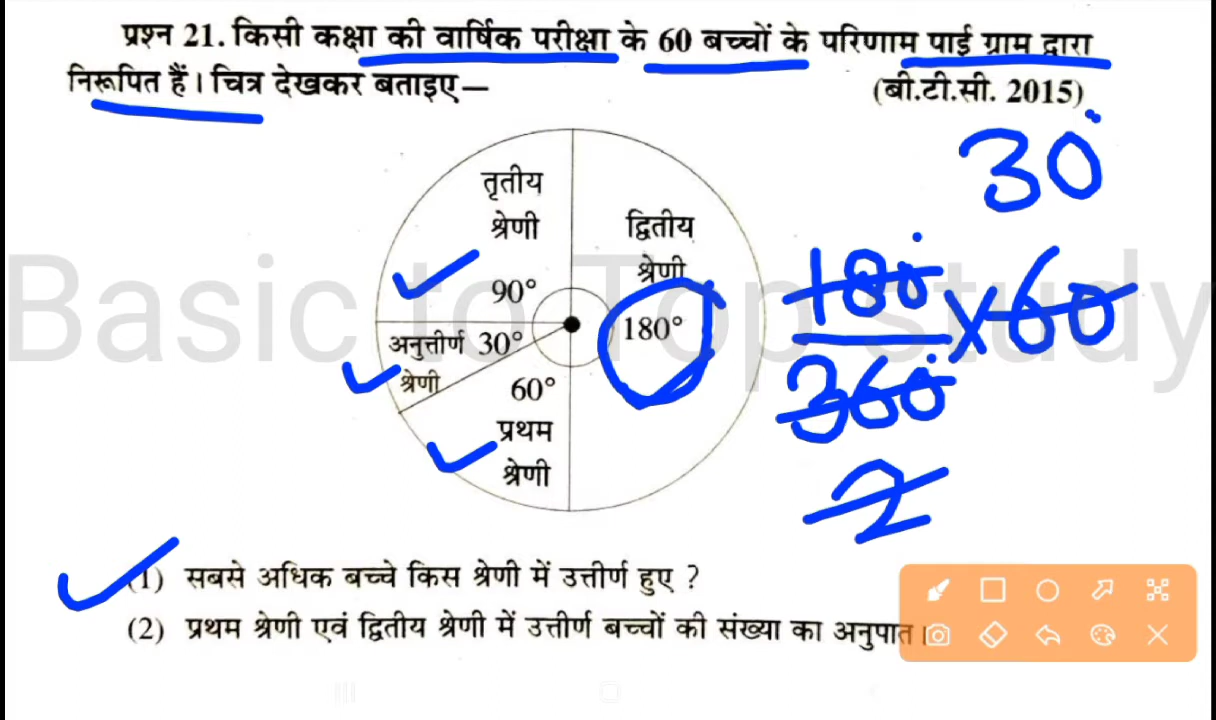 प्रश्न 21. किसी कक्षा की वार्षिक परीक्षा के 60 बच्चों के परिणाम पाई ग्राम द्वारा
निरूपित हैं। चित्र देखकर बताइए—
(बी.टी.सी. 2015)
30°
तृतीय
श्रेणी
90°
द्वितीय
श्रेणी
180°
180°
360°
× 60
2
Basic to Top study
अनुत्तीर्ण 30°
श्रेणी
60°
प्रथम
श्रेणी
(1) सबसे अधिक बच्चे किस श्रेणी में उत्तीर्ण हुए ?
(2) प्रथम श्रेणी एवं द्वितीय श्रेणी में उत्तीर्ण बच्चों की संख्या का अनुपात।